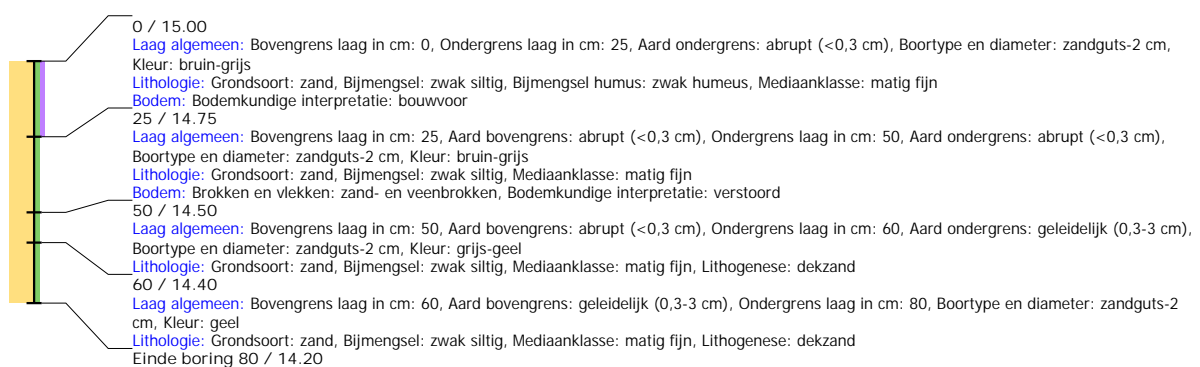 0 / 15.00
Laag algemeen: Bovengrens laag in cm: 0, Ondergrens laag in cm: 25, Aard ondergrens: abrupt (<0,3 cm), Boortype en diameter: zandguts-2 cm,
Kleur: bruin-grijs
Lithologie: Grondsoort: zand, Bijmengsel: zwak siltig, Bijmengsel humus: zwak humeus, Mediaanklasse: matig fijn
Bodem: Bodemkundige interpretatie: bouwvoor
25 / 14.75
Laag algemeen: Bovengrens laag in cm: 25, Aard bovengrens: abrupt (<0,3 cm), Ondergrens laag in cm: 50, Aard ondergrens: abrupt (<0,3 cm),
Boortype en diameter: zandguts-2 cm, Kleur: bruin-grijs
Lithologie: Grondsoort: zand, Bijmengsel: zwak siltig, Mediaanklasse: matig fijn
Bodem: Brokken en vlekken: zand- en veenbrokken, Bodemkundige interpretatie: verstoord
50 / 14.50
Laag algemeen: Bovengrens laag in cm: 50, Aard bovengrens: abrupt (<0,3 cm), Ondergrens laag in cm: 60, Aard ondergrens: geleidelijk (0,3-3 cm),
Boortype en diameter: zandguts-2 cm, Kleur: grijs-geel
Lithologie: Grondsoort: zand, Bijmengsel: zwak siltig, Mediaanklasse: matig fijn, Lithogenese: dekzand
60 / 14.40
Laag algemeen: Bovengrens laag in cm: 60, Aard bovengrens: geleidelijk (0,3-3 cm), Ondergrens laag in cm: 80, Boortype en diameter: zandguts-2
cm, Kleur: geel
Lithologie: Grondsoort: zand, Bijmengsel: zwak siltig, Mediaanklasse: matig fijn, Lithogenese: dekzand
Einde boring 80 / 14.20